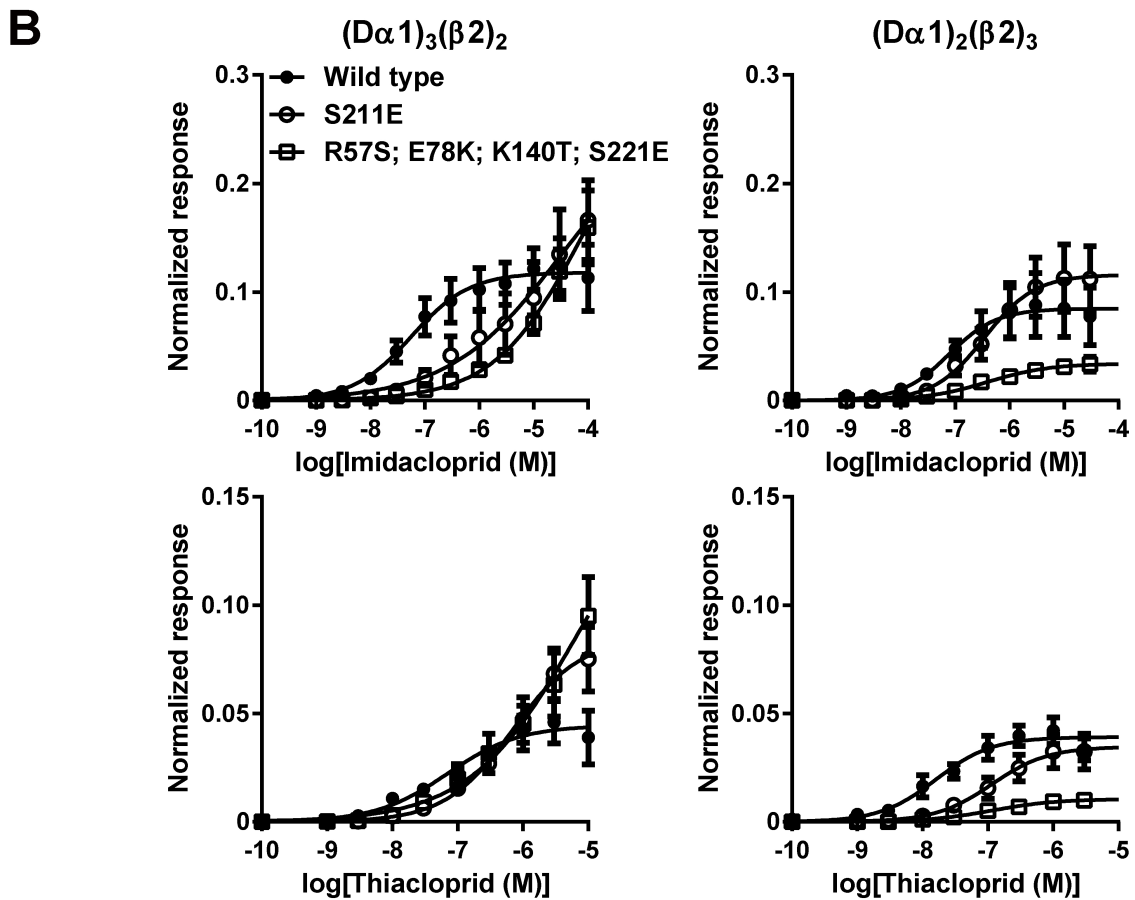 B
(Dα1)3(β2)2
(Dα1)2(β2)3
Wild type
S211E
R57S; E78K; K140T; S221E
Normalized response
0.3
0.2
0.1
0
-10 -9 -8 -7 -6 -5 -4
log[Imidacloprid (M)]
Normalized response
0.3
0.2
0.1
0
-10 -9 -8 -7 -6 -5 -4
log[Imidacloprid (M)]
Normalized response
0.15
0.10
0.05
0
-10 -9 -8 -7 -6 -5
log[Thiacloprid (M)]
Normalized response
0.15
0.10
0.05
0
-10 -9 -8 -7 -6 -5
log[Thiacloprid (M)]